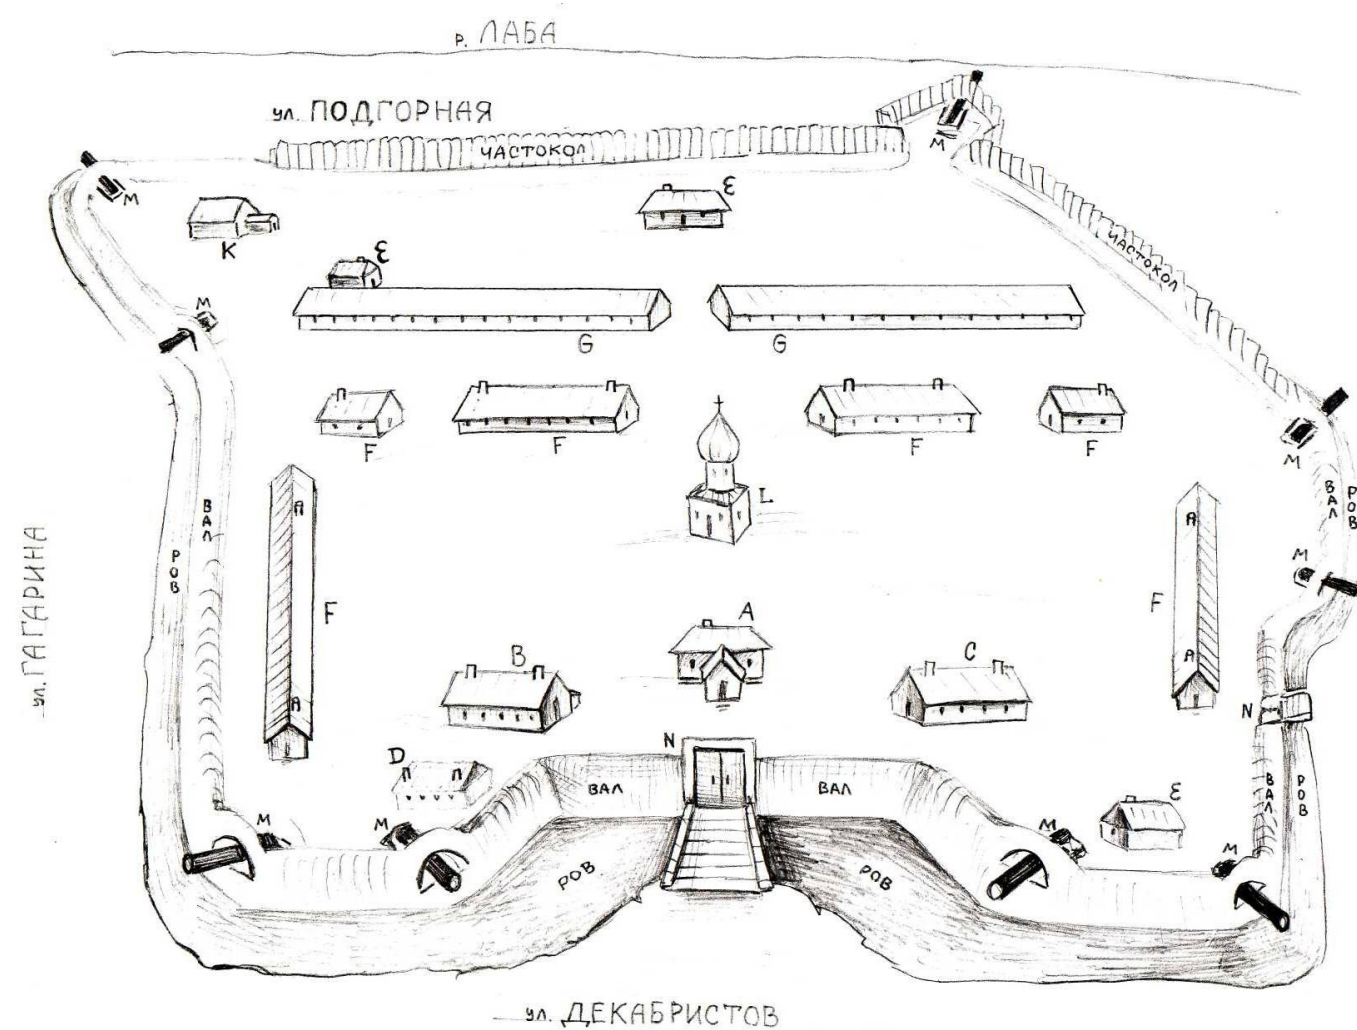 р. ЛАБА
ул. ПОДГОРНАЯ
ЧАСТОКОЛ
М
М
Е
К
Е
ЧАСТОКОЛ
М
G
G
F
F
F
F
М
L
ВАЛ
РОВ
ВАЛ
РОВ
ул. ГАГАРИНА
F
F
М
A
B
C
N
N
D
ВАЛ
ВАЛ
Е
ВАЛ
РОВ
М
М
М
М
РОВ
РОВ
ул. ДЕКАБРИСТОВ